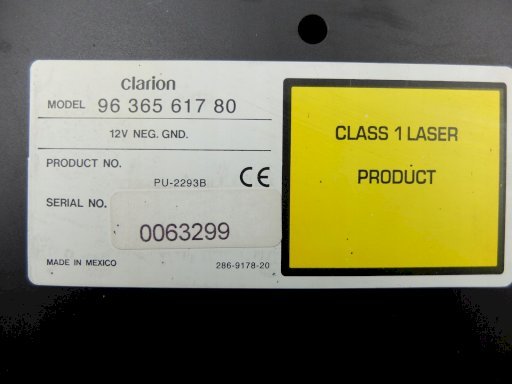 clarion
MODEL 96 365 617 80
12V NEG. GND.
PRODUCT NO.
PU-2293B
CE
SERIAL NO.
0063299
MADE IN MEXICO
286-9178-20
CLASS 1 LASER
PRODUCT